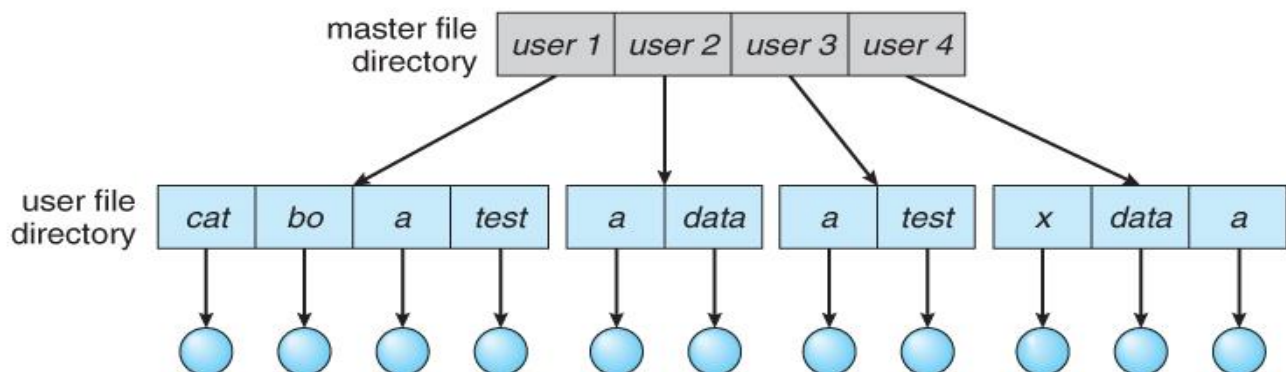 master file directory
user 1 user 2 user 3 user 4
user file directory
cat bo a test a data a test x data a